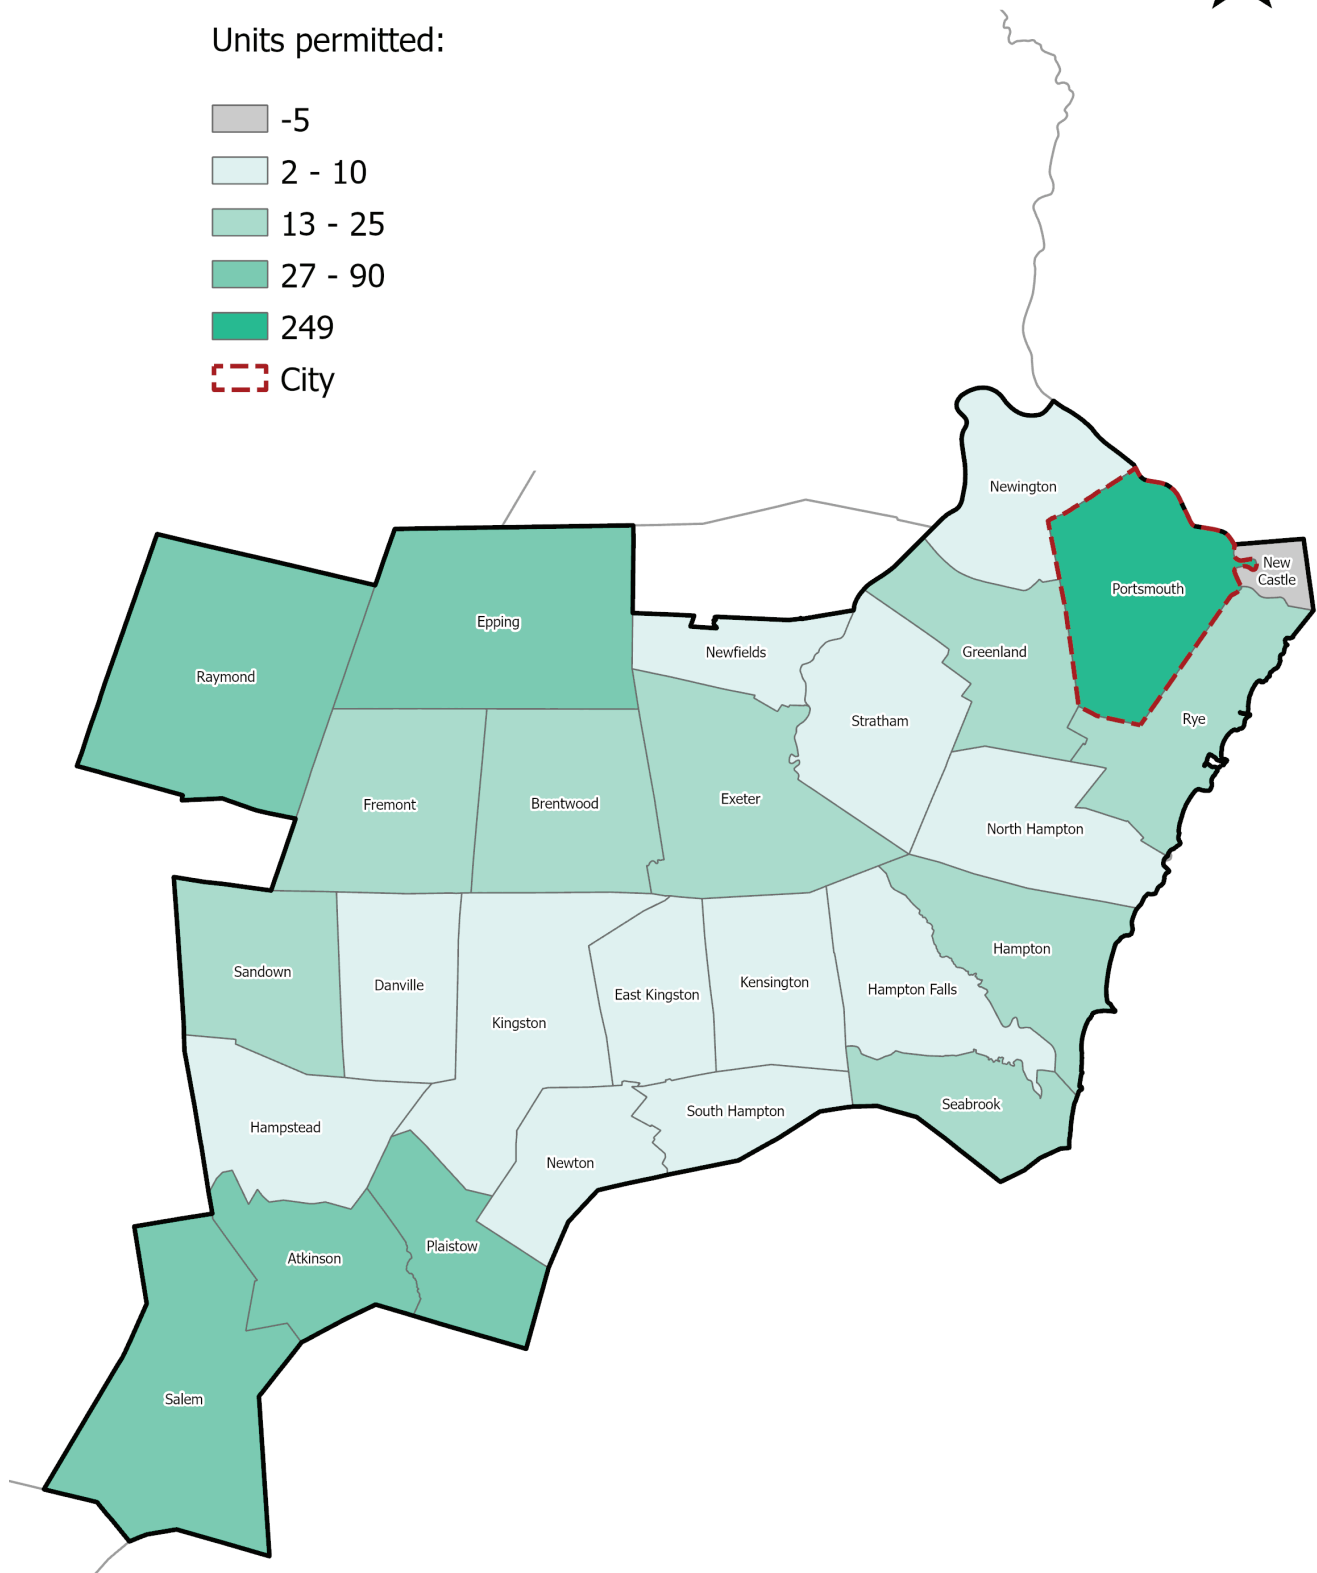 Units permitted:
-5
2 - 10
13 - 25
27 - 90
249
City
Newington
New
Castle
Portsmouth
Epping
Newfields
Greenland
Raymond
Stratham
Rye
Exeter
Fremont
Brentwood
North Hampton
Hampton
Sandown
Danville
Kensington
Hampton Falls
East Kingston
Kingston
Seabrook
South Hampton
Hampstead
Newton
Plaistow
Atkinson
Salem